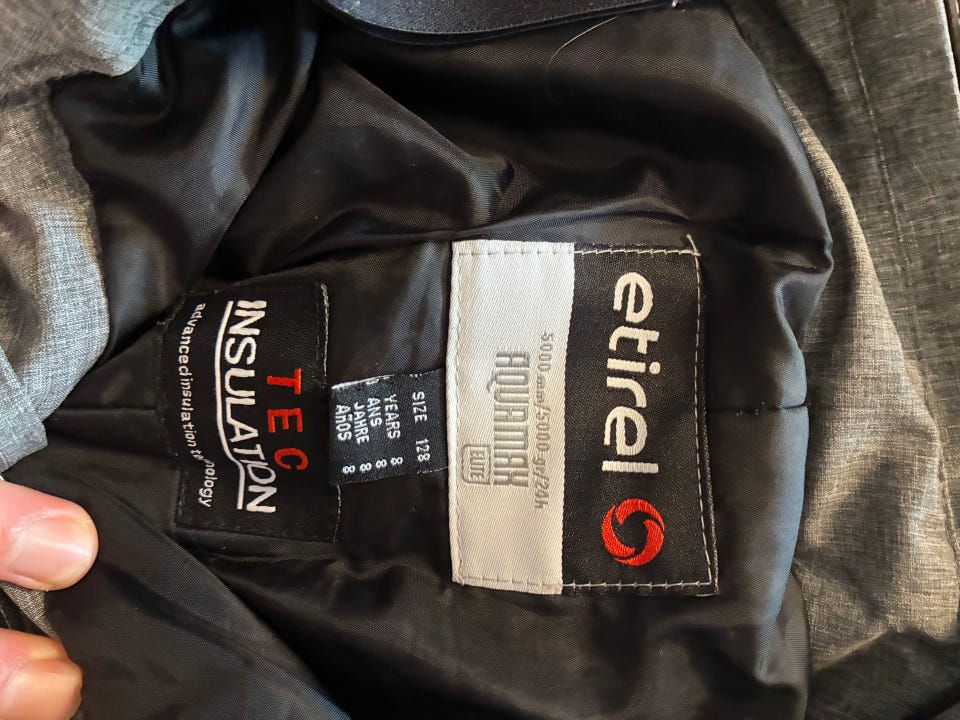 etirel
5000 mm/5000 gr/24h
AQUAMAX
ELITE
SIZE 128
YEARS 8
ANS 8
JAHRE 8
AÑOS 8
TEC
INSULATION
advanced insulation